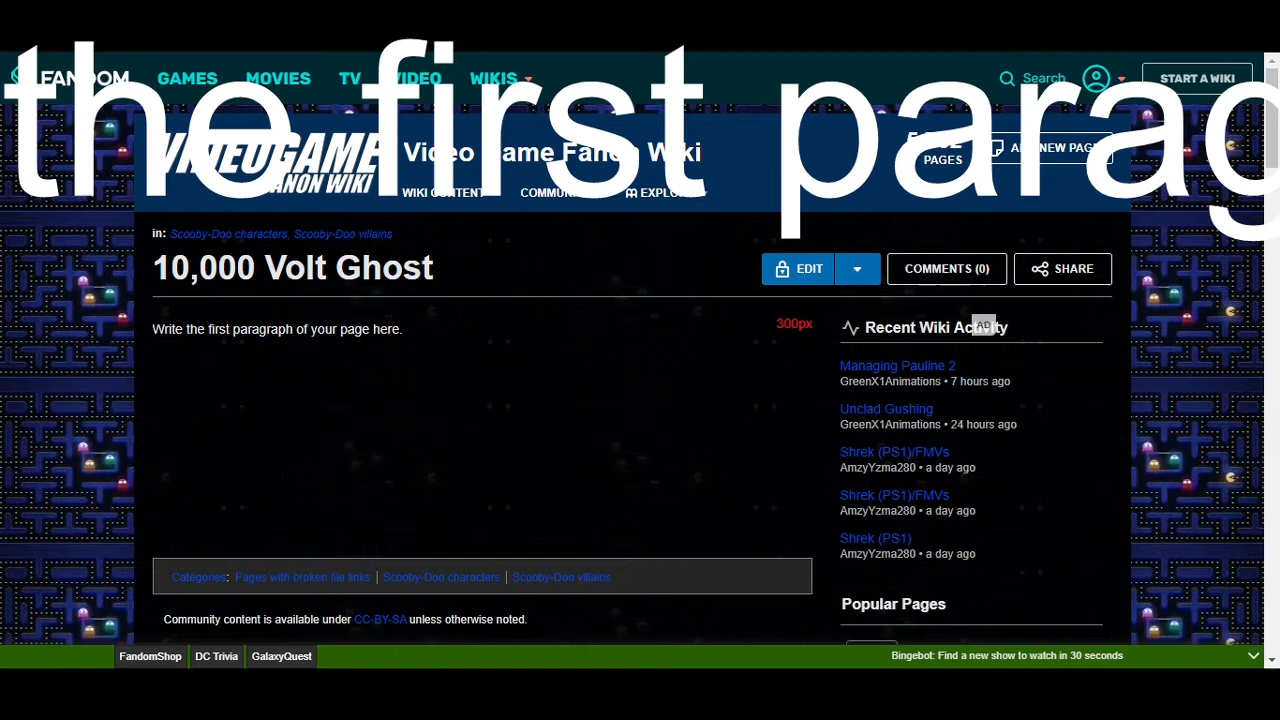 the first parag
FANDOM GAMES MOVIES TV VIDEO WIKIS Search START A WIKI
VIDEOGAME
FANON WIKI
Video Game Fanon Wiki
PAGES
WIKI CONTENT
in: Scooby-Doo characters, Scooby-Doo villains
10,000 Volt Ghost
EDIT COMMENTS (0) SHARE
Write the first paragraph of your page here.
300px
Categories: Pages with broken file links Scooby-Doo characters Scooby-Doo villains
Community content is available under CC-BY-SA unless otherwise noted.
Recent Wiki Activity
AD
Managing Pauline 2
GreenX1Animations • 7 hours ago
Unclad Gushing
GreenX1Animations • 24 hours ago
Shrek (PS1)/FMVs
AmzyYzma280 • a day ago
Shrek (PS1)/FMVs
AmzyYzma280 • a day ago
Shrek (PS1)
AmzyYzma280 • a day ago
Popular Pages
FandomShop DC Trivia GalaxyQuest Bingebot: Find a new show to watch in 30 seconds